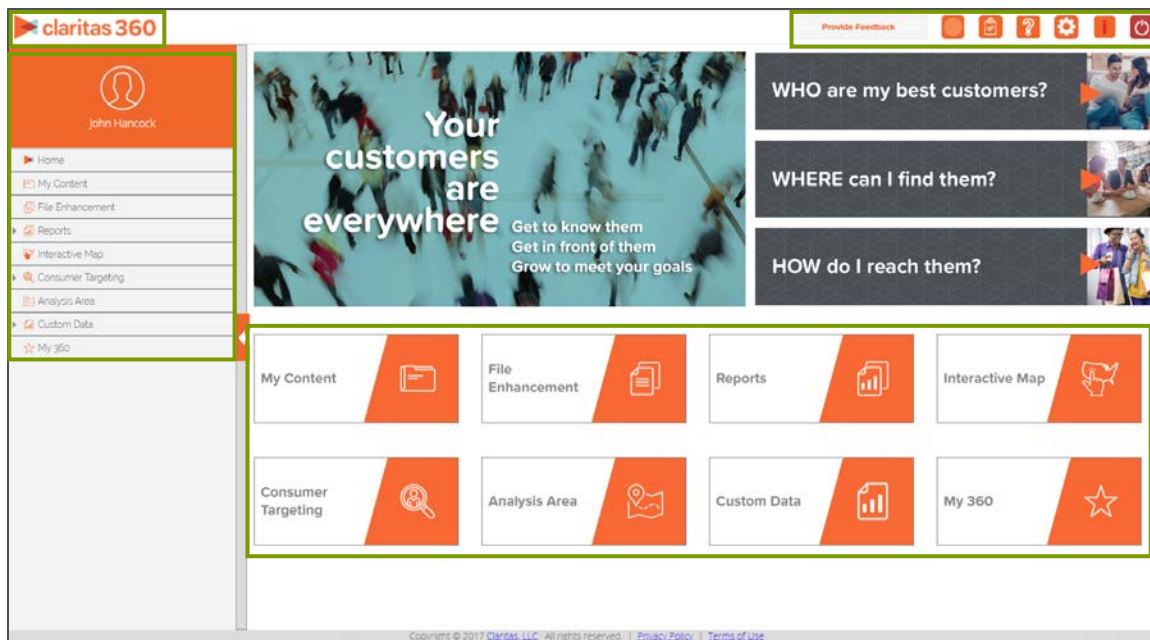 claritas 360
Provide Feedback
John Hancock
Home
My Content
File Enhancement
Reports
Interactive Map
Consumer Targeting
Analysis Area
Custom Data
My 360
Your
customers
are
everywhere
Get to know them
Get in front of them
Grow to meet your goals
WHO are my best customers?
WHERE can I find them?
HOW do I reach them?
My Content
File
Enhancement
Reports
Interactive Map
Consumer
Targeting
Analysis Area
Custom Data
My 360
Copyright © 2017 Claritas, LLC. All rights reserved. | Privacy Policy | Terms of Use